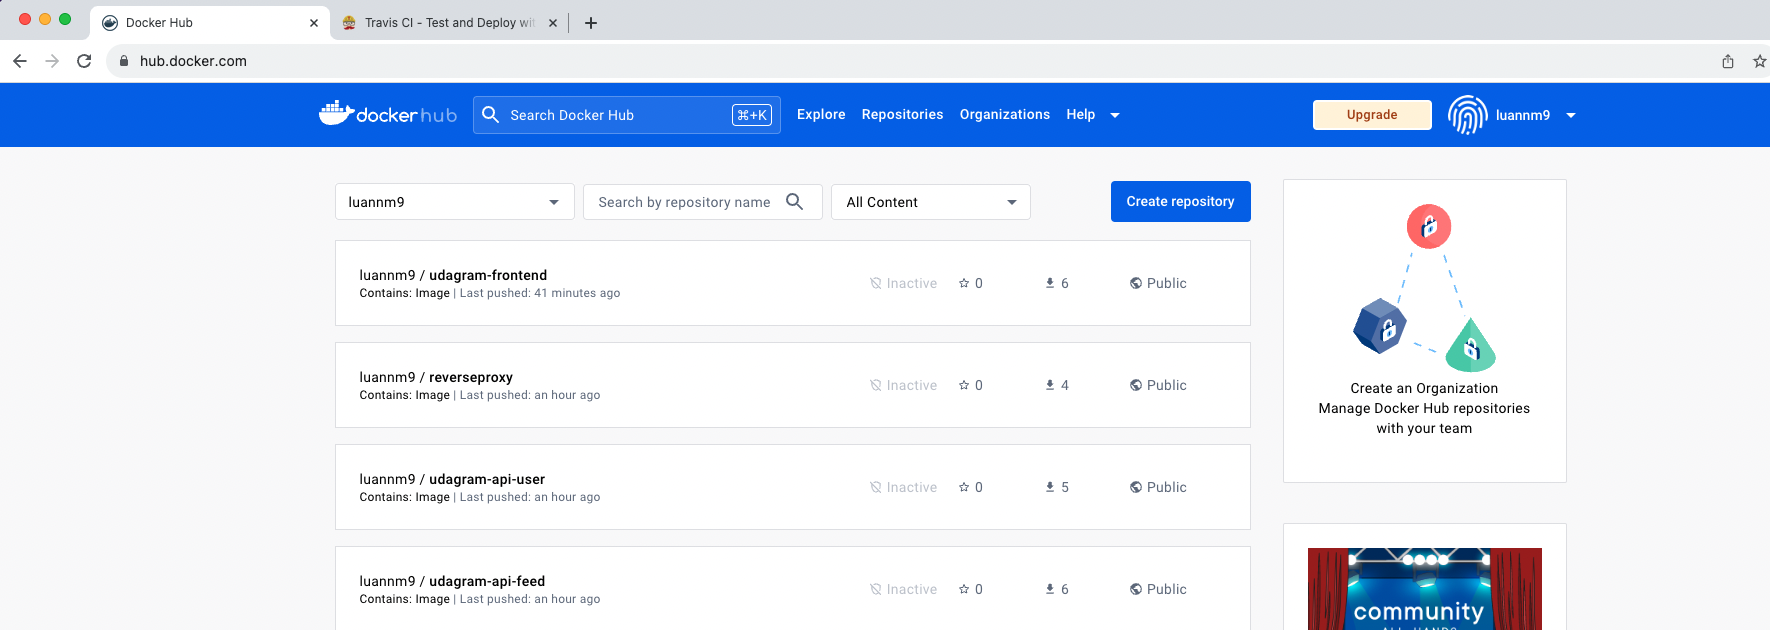 Docker Hub
Travis CI - Test and Deploy wit
hub.docker.com
dockerhub Search Docker Hub ⌘+K Explore Repositories Organizations Help Upgrade luannm9
luannm9 Search by repository name All Content Create repository
luannm9 / udagram-frontend
Contains: Image | Last pushed: 41 minutes ago
Inactive 0 6 Public
luannm9 / reverseproxy
Contains: Image | Last pushed: an hour ago
Inactive 0 4 Public
luannm9 / udagram-api-user
Contains: Image | Last pushed: an hour ago
Inactive 0 5 Public
luannm9 / udagram-api-feed
Contains: Image | Last pushed: an hour ago
Inactive 0 6 Public
Create an Organization
Manage Docker Hub repositories
with your team
community
ALL HANDS